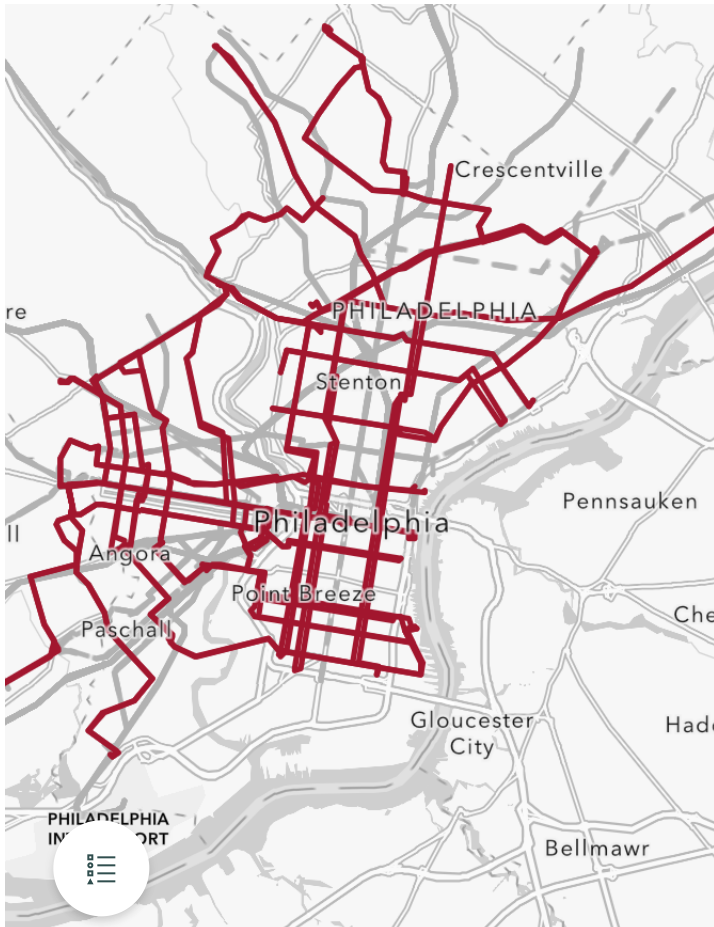 Crescentville
PHILADELPHIA
re
Stenton
Pennsauken
Philadelphia
ll
Angora
Point Breeze
Che
Paschall
Gloucester
City
Had
PHILADELPHIA
Bellmawr